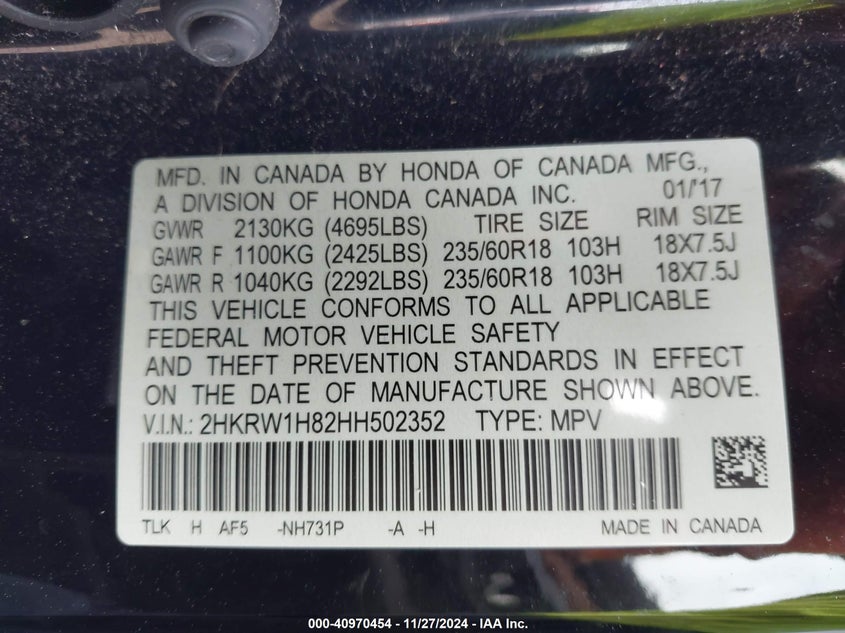 MFD. IN CANADA BY HONDA OF CANADA MFG.,
A DIVISION OF HONDA CANADA INC. 01/'17
GVWR 2130KG (4695LBS) TIRE SIZE RIM SIZE
GAWR F 1100KG (2425LBS) 235/60R18 103H 18X7.5J
GAWR R 1040KG (2292LBS) 235/60R18 103H 18X7.5J
THIS VEHICLE CONFORMS TO ALL APPLICABLE
FEDERAL MOTOR VEHICLE SAFETY
AND THEFT PREVENTION STANDARDS IN EFFECT
ON THE DATE OF MANUFACTURE SHOWN ABOVE.
V.I.N.: 2HKRW1H82HH502352 TYPE: MPV
TLK H AF5 -NH731P -A -H MADE IN CANADA
000-40970454 - 11/27/2024 - IAA Inc.